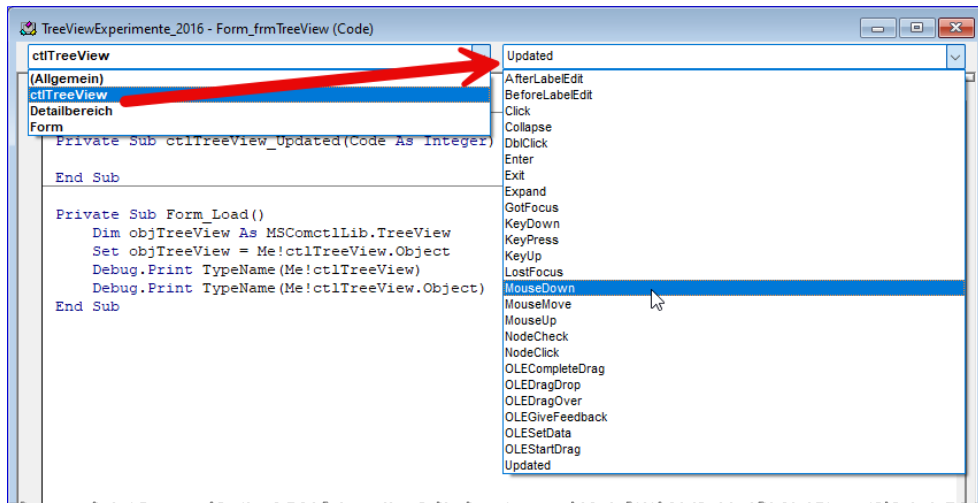 TreeViewExperimente_2016 - Form_frmTreeView (Code)
ctlTreeView
Updated
(Allgemein)
ctlTreeView
Detailbereich
Form
AfterLabelEdit
BeforeLabelEdit
Click
Collapse
DblClick
Enter
Exit
Expand
GotFocus
KeyDown
KeyPress
KeyUp
LostFocus
MouseDown
MouseMove
MouseUp
NodeCheck
NodeClick
OLECompleteDrag
OLEDragDrop
OLEDragOver
OLEGiveFeedback
OLESetData
OLEStartDrag
Updated
Private Sub ctlTreeView_Updated(Code As Integer)
End Sub
Private Sub Form_Load()
Dim objTreeView As MSComctlLib.TreeView
Set objTreeView = Me!ctlTreeView.Object
Debug.Print TypeName(Me!ctlTreeView)
Debug.Print TypeName(Me!ctlTreeView.Object)
End Sub